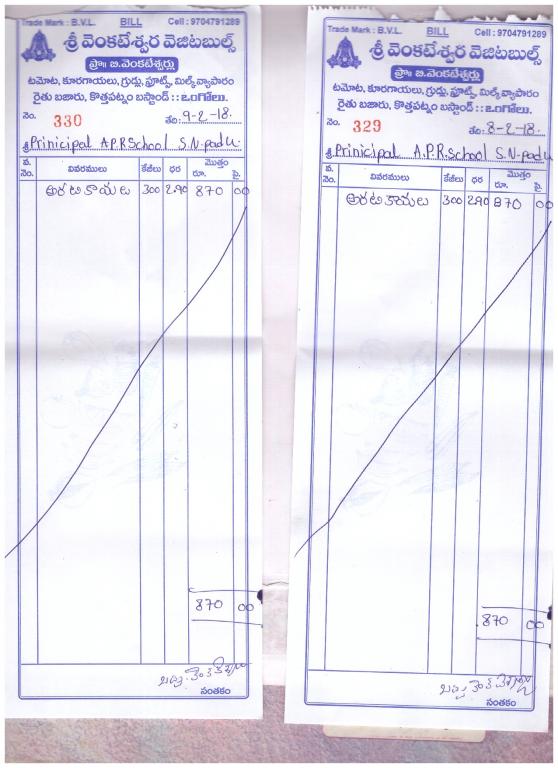 Trade Mark : B.V.L. BILL Cell : 9704791289
శ్రీ వెంకటేశ్వర వెజిటబుల్స్
ప్రొ॥ బి.వెంకటేశ్వర్లు
టమోట, కూరగాయలు, గ్రుడ్లు, ఫ్రూట్స్, మిల్క్ వ్యాపారం
రైతు బజారు, కొత్తపట్నం బస్టాండ్ :: ఒంగోలు.
నెం. 330 తేది: 9-2-18.
శ్రీ Prinicipal A.P.R School S.N-padu.
వ.నెం. వివరములు కేజీలు ధర మొత్తం రూ. పై.
అరటికాయలు 300 2.90 870 00
870 00
సంతకం
Trade Mark : B.V.L. BILL Cell : 9704791289
శ్రీ వెంకటేశ్వర వెజిటబుల్స్
ప్రొ॥ బి.వెంకటేశ్వర్లు
టమోట, కూరగాయలు, గ్రుడ్లు, ఫ్రూట్స్, మిల్క్ వ్యాపారం
రైతు బజారు, కొత్తపట్నం బస్టాండ్ :: ఒంగోలు.
నెం. 329 తేది: 8-2-18.
శ్రీ Prinicipal A.P.R School S.N-padu
వ.నెం. వివరములు కేజీలు ధర మొత్తం రూ. పై.
అరటికాయలు 300 2.90 870 00
870 00
సంతకం